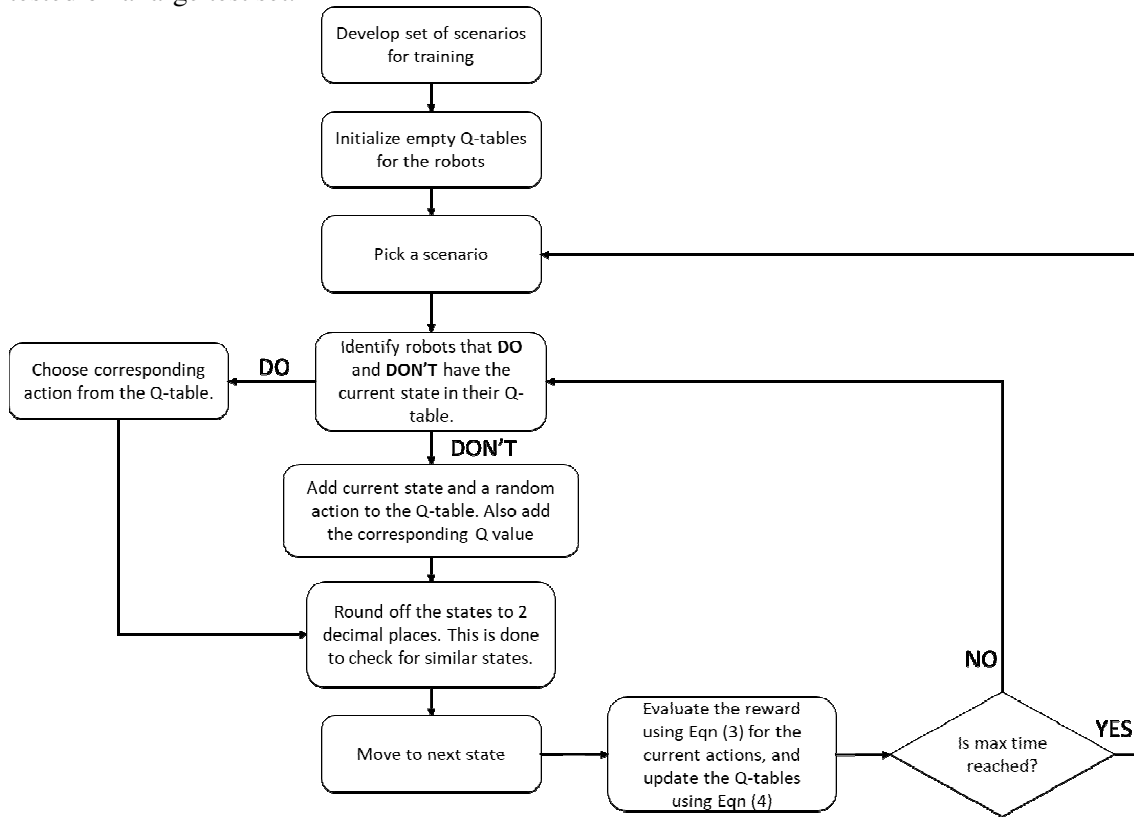 Develop set of scenarios
for training
Initialize empty Q-tables
for the robots
Pick a scenario
Identify robots that DO
and DON'T have the
current state in their Q-
table.
DO
Choose corresponding
action from the Q-table.
DON'T
Add current state and a random
action to the Q-table. Also add
the corresponding Q value
Round off the states to 2
decimal places. This is done
to check for similar states.
Move to next state
Evaluate the reward
using Eqn (3) for the
current actions, and
update the Q-tables
using Eqn (4)
Is max time
reached?
NO
YES